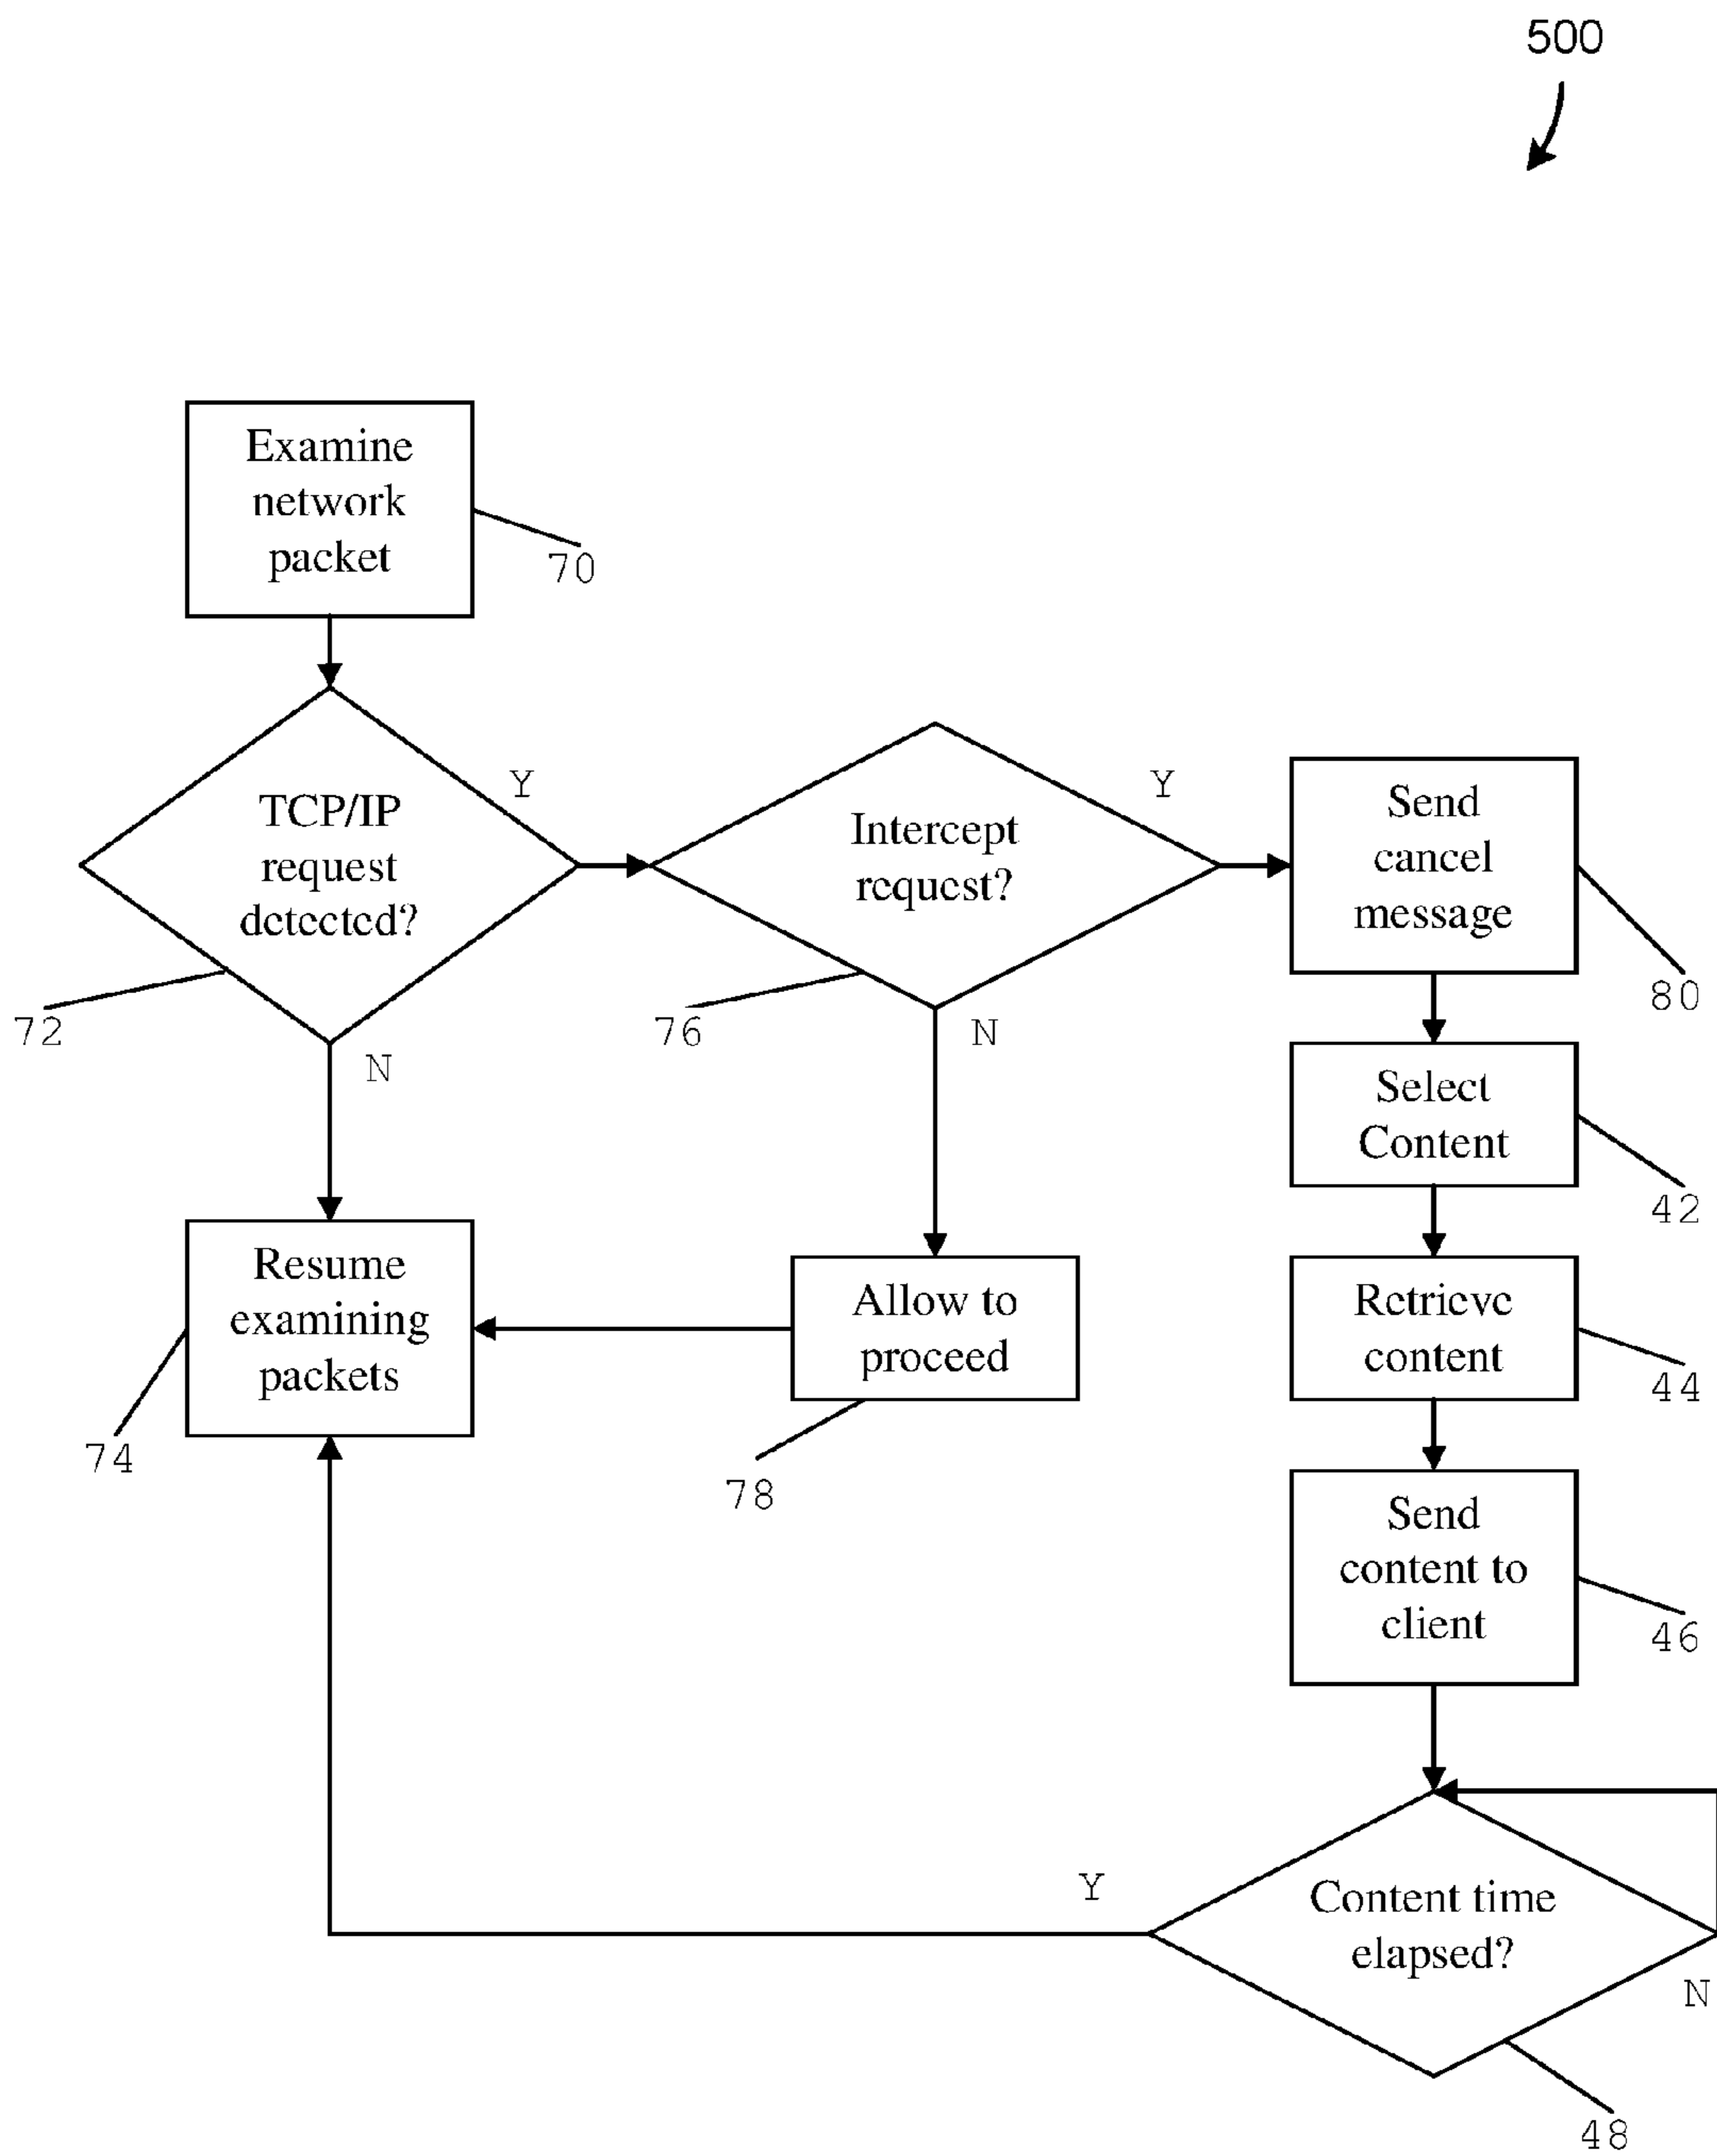 500
Examine
network
packet
70
TCP/IP
request
detected?
Y
72
N
Intercept
request?
Y
76
N
Send
cancel
message
80
Select
Content
42
Resume
examining
packets
74
Allow to
proceed
78
Retrieve
content
44
Send
content to
client
46
Content time
elapsed?
Y
N
48